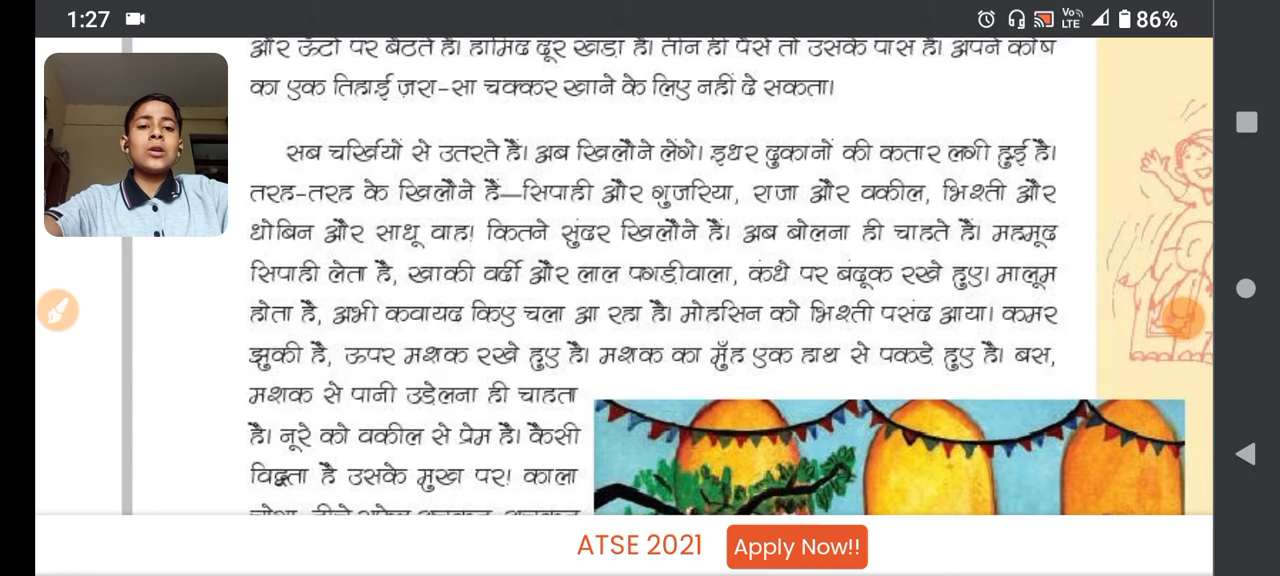 1:27
Vo))
LTE
86%
और ऊँटों पर बैठते हैं। हामिद दूर खड़ा है। तीन ही पैसे तो उसके पास हैं। अपने कोष
का एक तिहाई ज़रा-सा चक्कर खाने के लिए नहीं दे सकता।
सब चर्खियों से उतरते हैं। अब खिलौने लेंगे। इधर दुकानों की कतार लगी हुई है।
तरह-तरह के खिलौने हैं—सिपाही और गुजरिया, राजा और वकील, भिश्ती और
धोबिन और साधू वाह! कितने सुंदर खिलौने हैं। अब बोलना ही चाहते हैं। महमूद
सिपाही लेता है, खाकी वर्दी और लाल पगड़ीवाला, कंधे पर बंदूक रखे हुए। मालूम
होता है, अभी कवायद किए चला आ रहा है। मोहसिन को भिश्ती पसंद आया। कमर
झुकी है, ऊपर मशक रखे हुए है। मशक का मुँह एक हाथ से पकड़े हुए है। बस,
मशक से पानी उड़ेलना ही चाहता
है। नूरे को वकील से प्रेम है। कैसी
विद्वता है उसके मुख पर! काला
ATSE 2021
Apply Now!!